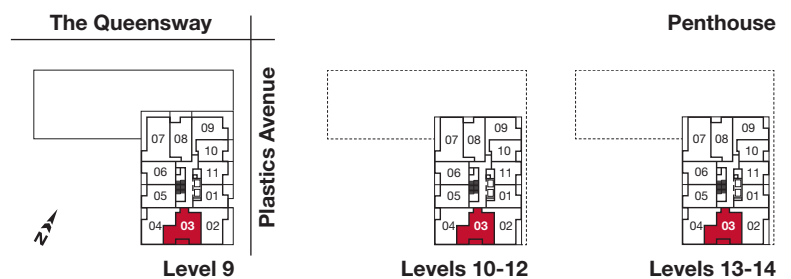 The Queensway
Penthouse
Plastics Avenue
07 08 09
10
06 11
05 01
04 03 02
N
Level 9
07 08 09
10
06 11
05 01
04 03 02
Levels 10-12
07 08 09
10
06 11
05 01
04 03 02
Levels 13-14